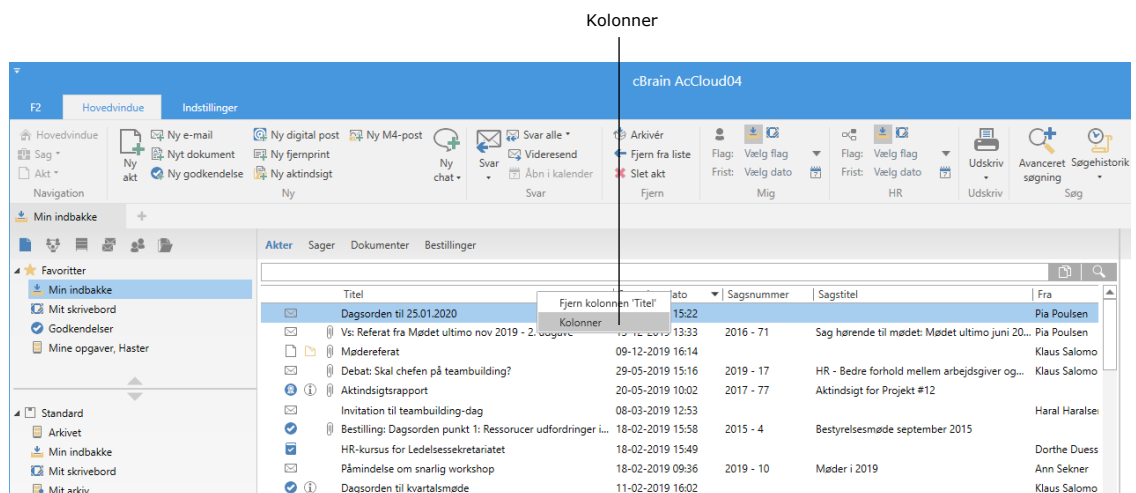 Kolonner
cBrain AcCloud04
F2 Hovedvindue Indstillinger
Hovedvindue Ny e-mail Ny digital post Ny M4-post Svar alle Arkivér Avanceret Søgehistorik
Sag Nyt dokument Ny fjernprint Videresend Fjern fra liste Flag: Vælg flag Flag: Vælg flag
Akt Ny akt Ny godkendelse Ny aktindsigt Ny chat Svar Åbn i kalender Slet akt Frist: Vælg dato Frist: Vælg dato Udskriv søgning
Navigation Ny Svar Fjern Mig HR Udskriv Søg
Min indbakke +
Akter Sager Dokumenter Bestillinger
Favoritter
Min indbakke
Mit skrivebord
Godkendelser
Mine opgaver, Haster
Standard
Arkivet
Min indbakke
Mit skrivebord
Mit arkiv
Titel dato Sagsnummer Sagstitel Fra
Fjern kolonnen 'Titel'
Kolonner
Dagsorden til 25.01.2020 15:22 Pia Poulsen
Vs: Referat fra Mødet ultimo nov 2019 - 2. 13:33 2016 - 71 Sag hørende til mødet: Mødet ultimo juni 20... Pia Poulsen
Mødereferat 09-12-2019 16:14 Klaus Salomo
Debat: Skal chefen på teambuilding? 29-05-2019 15:16 2019 - 17 HR - Bedre forhold mellem arbejdsgiver og... Klaus Salomo
Aktindsigtsrapport 20-05-2019 10:02 2017 - 77 Aktindsigt for Projekt #12
Invitation til teambuilding-dag 08-03-2019 12:53 Haral Haralse
Bestilling: Dagsorden punkt 1: Ressorucer udfordringer i... 18-02-2019 15:58 2015 - 4 Bestyrelsesmøde september 2015
HR-kursus for Ledelsessekretariatet 18-02-2019 15:49 Dorthe Duess
Påmindelse om snarlig workshop 18-02-2019 09:36 2019 - 10 Møder i 2019 Ann Sekner
Dagsorden til kvartalsmøde 11-02-2019 16:02 Klaus Salomo